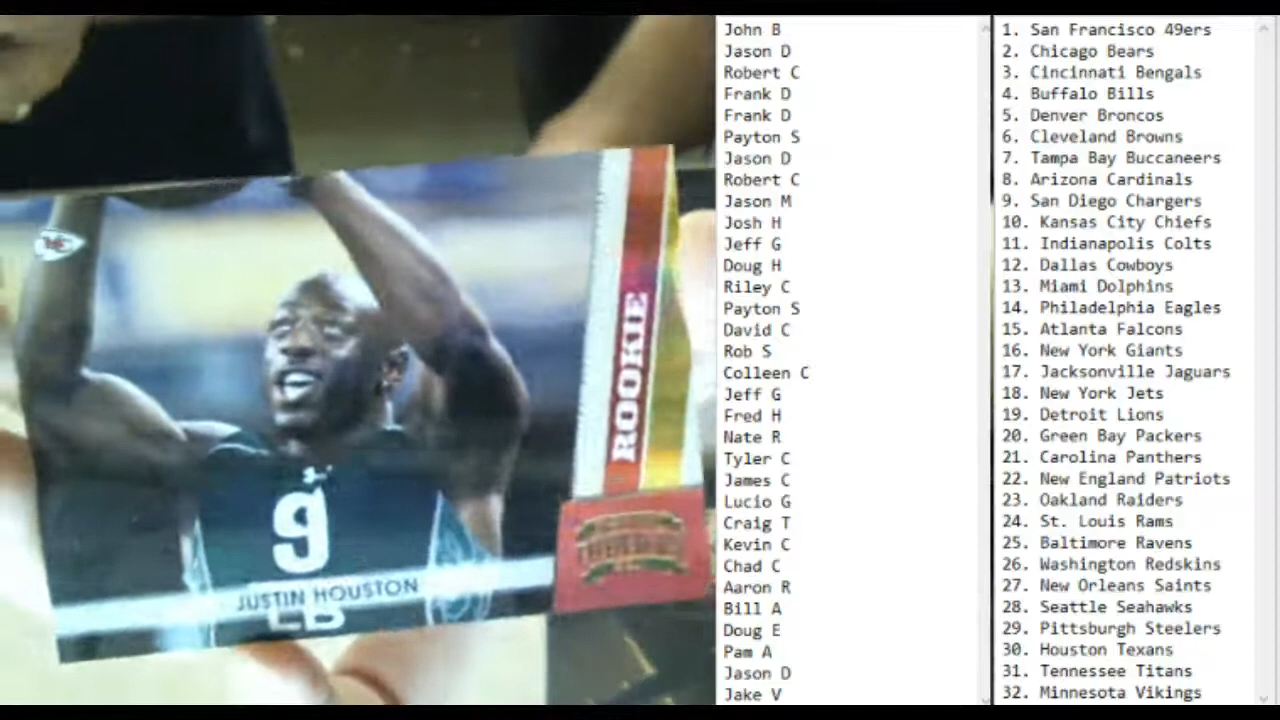 ROOKIE
9
JUSTIN HOUSTON
LB
John B
Jason D
Robert C
Frank D
Frank D
Payton S
Jason D
Robert C
Jason M
Josh H
Jeff G
Doug H
Riley C
Payton S
David C
Rob S
Colleen C
Jeff G
Fred H
Nate R
Tyler C
James C
Lucio G
Craig T
Kevin C
Chad C
Aaron R
Bill A
Doug E
Pam A
Jason D
Jake V
1. San Francisco 49ers
2. Chicago Bears
3. Cincinnati Bengals
4. Buffalo Bills
5. Denver Broncos
6. Cleveland Browns
7. Tampa Bay Buccaneers
8. Arizona Cardinals
9. San Diego Chargers
10. Kansas City Chiefs
11. Indianapolis Colts
12. Dallas Cowboys
13. Miami Dolphins
14. Philadelphia Eagles
15. Atlanta Falcons
16. New York Giants
17. Jacksonville Jaguars
18. New York Jets
19. Detroit Lions
20. Green Bay Packers
21. Carolina Panthers
22. New England Patriots
23. Oakland Raiders
24. St. Louis Rams
25. Baltimore Ravens
26. Washington Redskins
27. New Orleans Saints
28. Seattle Seahawks
29. Pittsburgh Steelers
30. Houston Texans
31. Tennessee Titans
32. Minnesota Vikings